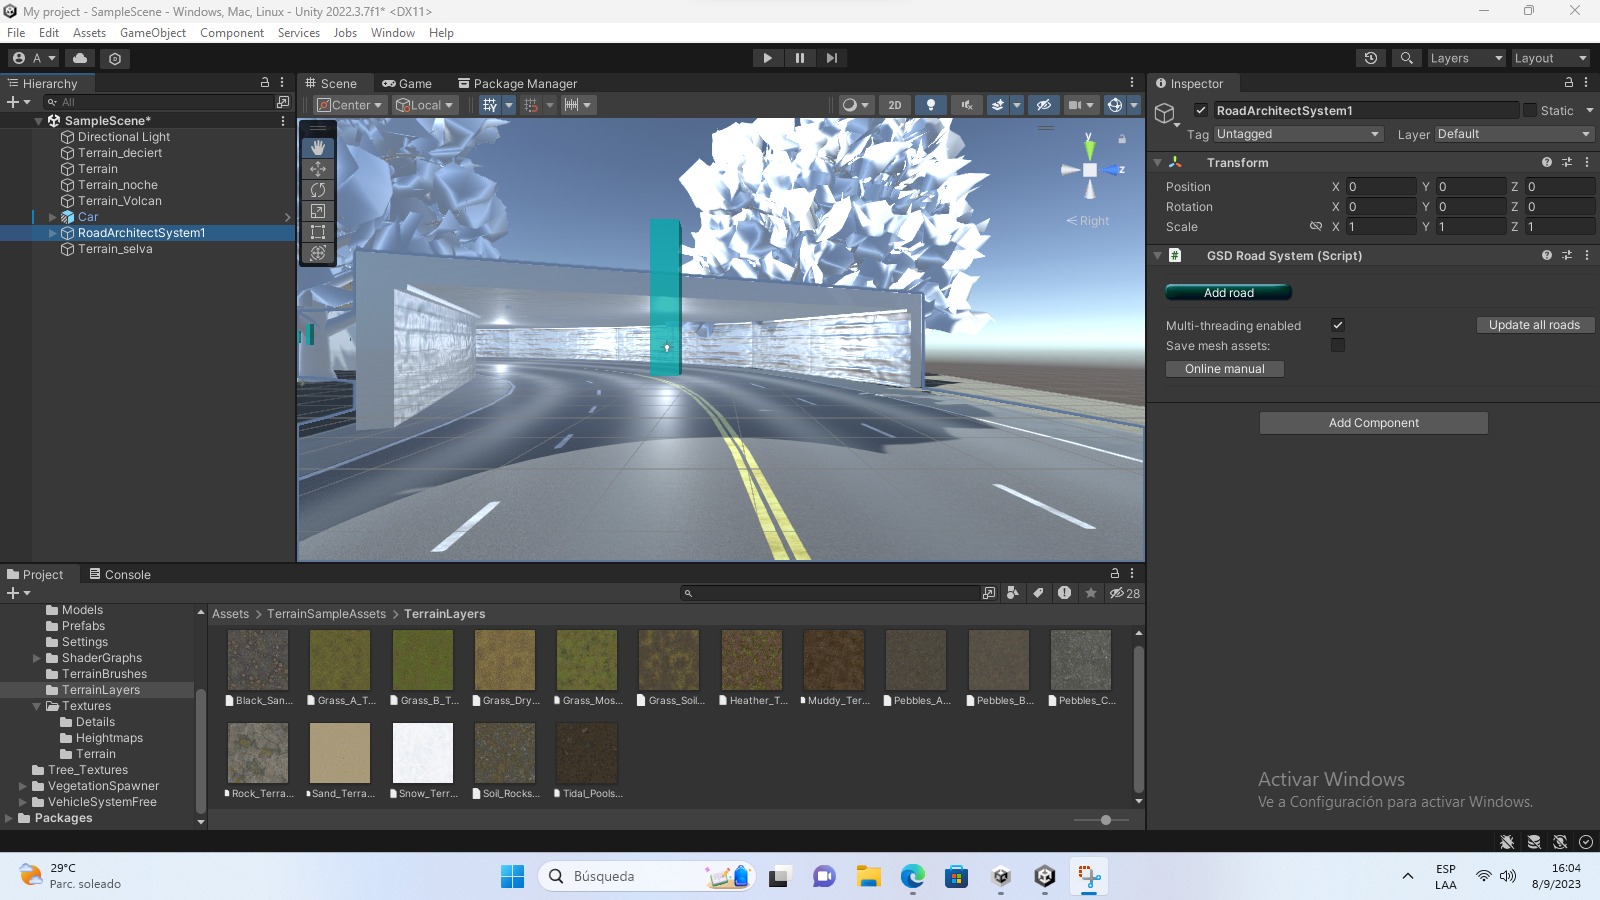 My project - SampleScene - Windows, Mac, Linux - Unity 2022.3.7f1* <DX11>
File Edit Assets GameObject Component Services Jobs Window Help
A Layers Layout
Hierarchy
All
SampleScene*
Directional Light
Terrain_deciert
Terrain
Terrain_noche
Terrain_Volcan
Car
RoadArchitectSystem1
Terrain_selva
Scene Game Package Manager
Center Local 2D
y
z
Right
Inspector
RoadArchitectSystem1 Static
Tag Untagged Layer Default
Transform
Position X 0 Y 0 Z 0
Rotation X 0 Y 0 Z 0
Scale X 1 Y 1 Z 1
# GSD Road System (Script)
Add road
Multi-threading enabled Update all roads
Save mesh assets:
Online manual
Add Component
Project Console
28
Models
Prefabs
Settings
ShaderGraphs
TerrainBrushes
TerrainLayers
Textures
Details
Heightmaps
Terrain
Tree_Textures
VegetationSpawner
VehicleSystemFree
Packages
Assets > TerrainSampleAssets > TerrainLayers
Black_San... Grass_A_T... Grass_B_T... Grass_Dry... Grass_Mos... Grass_Soil... Heather_T... Muddy_Ter... Pebbles_A... Pebbles_B... Pebbles_C...
Rock_Terra... Sand_Terra... Snow_Terr... Soil_Rocks... Tidal_Pools...
Activar Windows
Ve a Configuración para activar Windows.
29°C
Parc. soleado
Búsqueda
ESP
LAA
16:04
8/9/2023